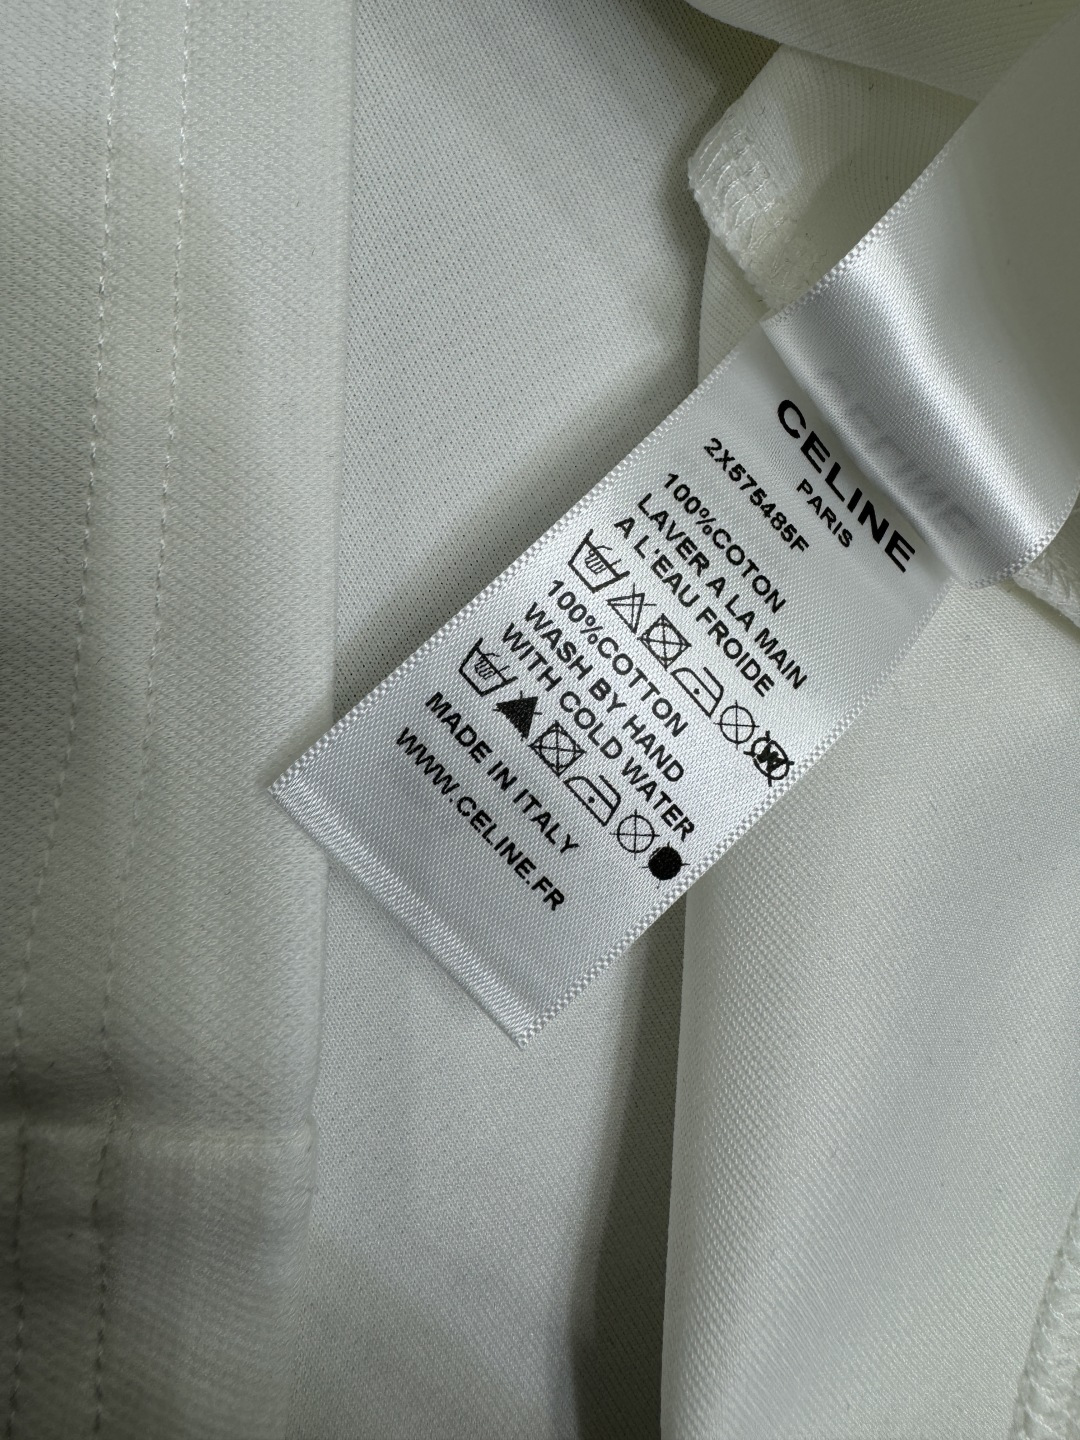 CELINE
PARIS
2X575485F
100%COTON
LAVER A LA MAIN
A L'EAU FROIDE
100%COTTON
WASH BY HAND
WITH COLD WATER
MADE IN ITALY
WWW.CELINE.FR